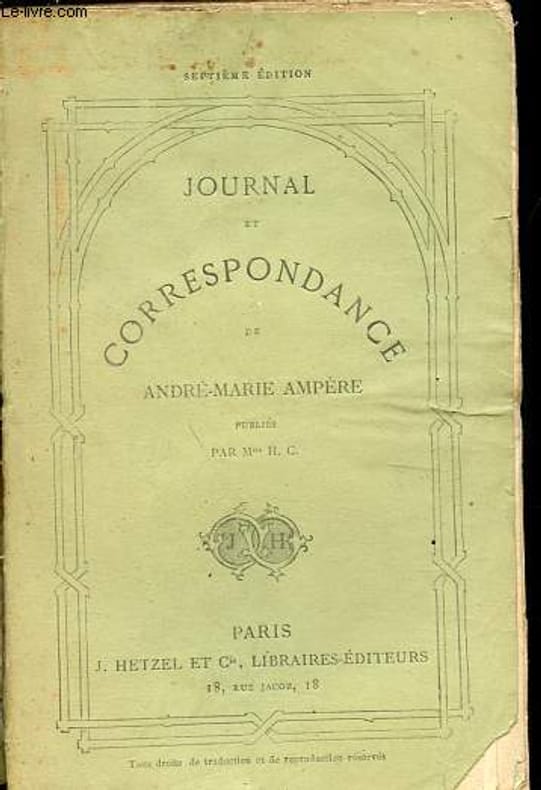 Le-livre.com
SEPTIÈME ÉDITION
JOURNAL
ET
CORRESPONDANCE
DE
ANDRÉ-MARIE AMPÈRE
PUBLIÉS
PAR Mme H. C.
J H
PARIS
J. HETZEL ET Cie, LIBRAIRES-ÉDITEURS
18, RUE JACOB, 18
Tous droits de traduction et de reproduction réservés